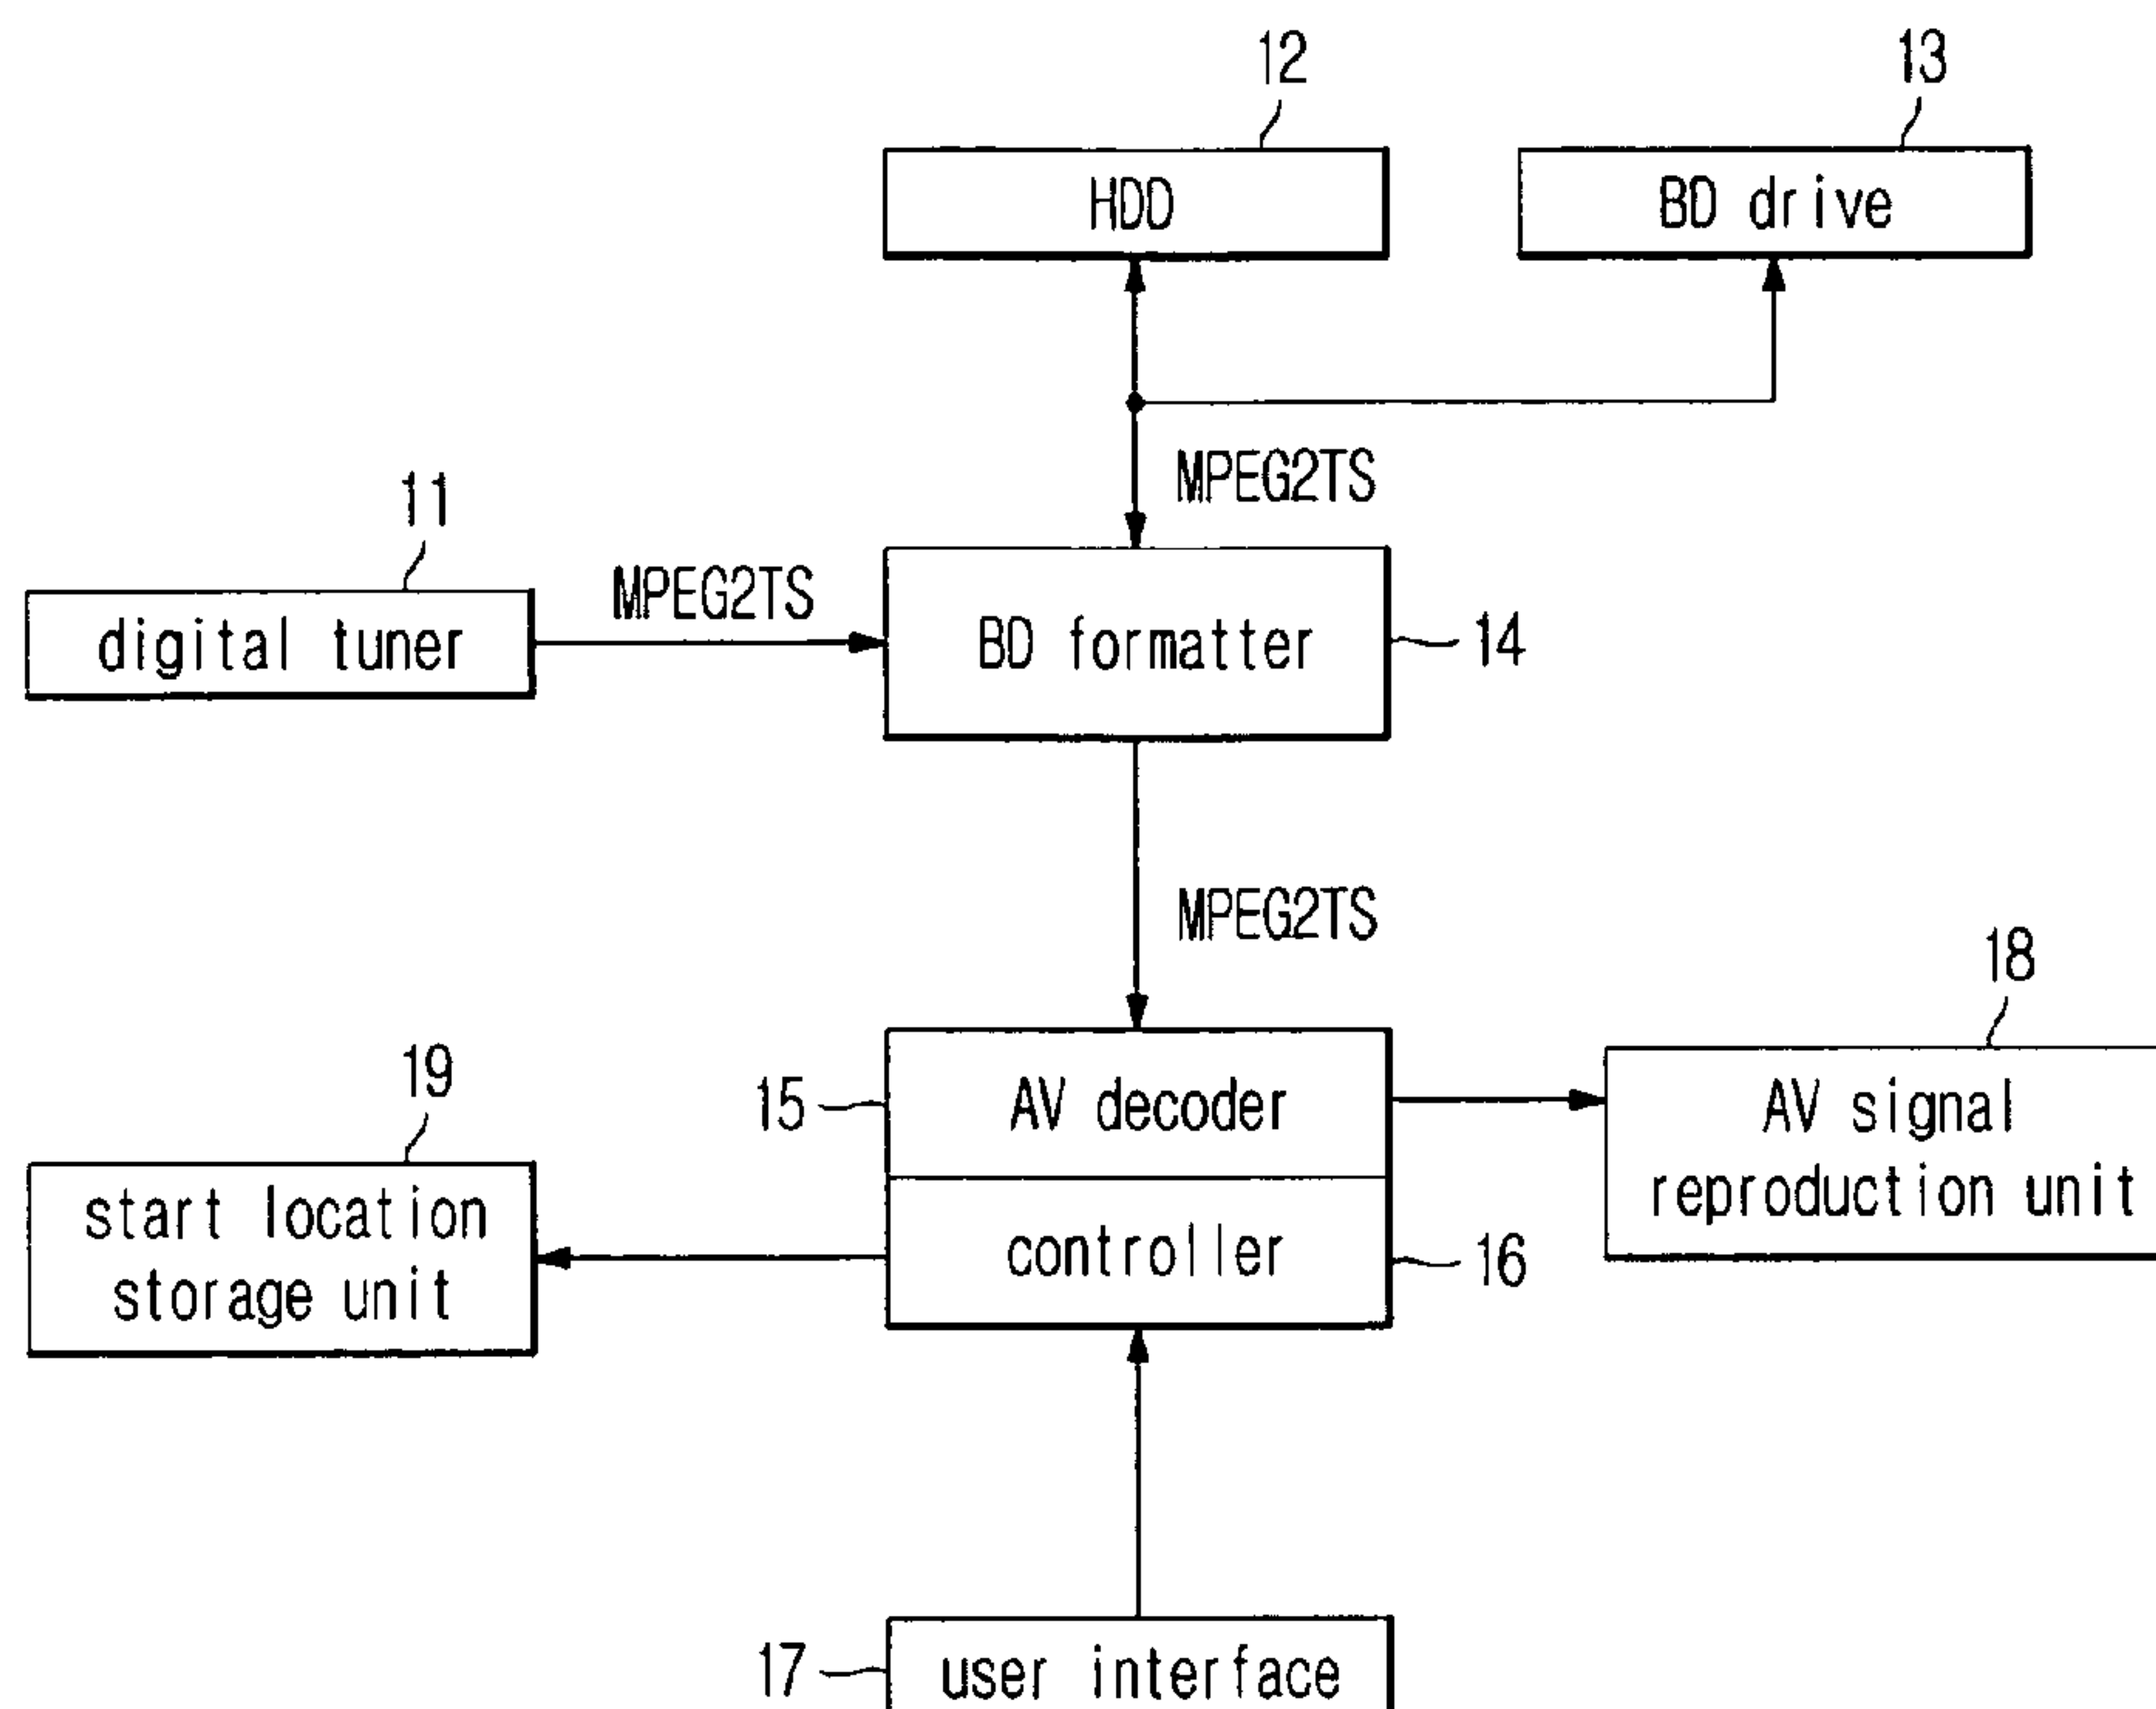 12
13
HDD
BD drive
MPEG2TS
11
MPEG2TS
digital tuner
BD formatter
14
MPEG2TS
18
19
15
AV decoder
AV signal
reproduction unit
start location
storage unit
controller
16
17
user interface